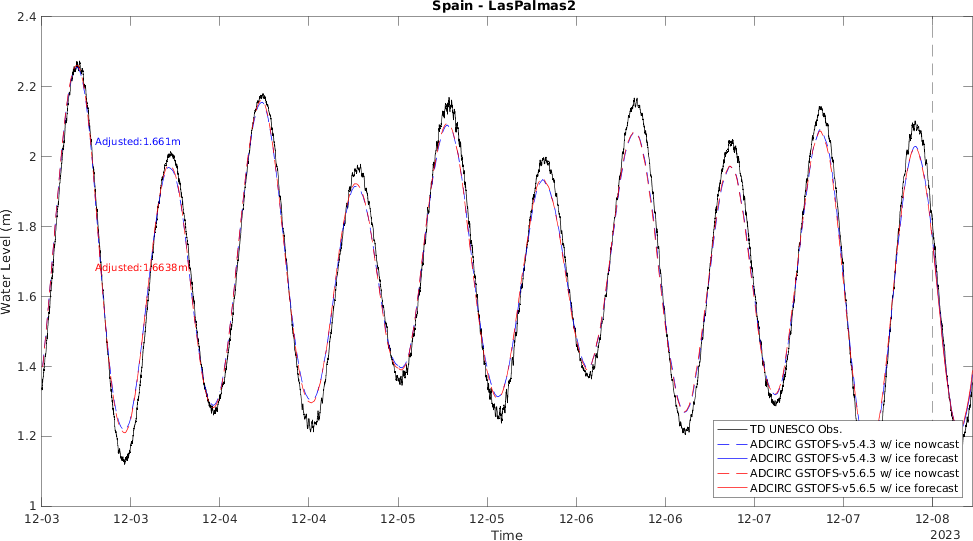 Spain - LasPalmas2
2.4
2.2
2
1.8
1.6
1.4
1.2
1
Water Level (m)
Adjusted:1.661m
Adjusted:1.6638m
TD UNESCO Obs.
ADCIRC GSTOFS-v5.4.3 w/ ice nowcast
ADCIRC GSTOFS-v5.4.3 w/ ice forecast
ADCIRC GSTOFS-v5.6.5 w/ ice nowcast
ADCIRC GSTOFS-v5.6.5 w/ ice forecast
12-03 12-03 12-04 12-04 12-05 12-05 12-06 12-06 12-07 12-07 12-08
2023
Time